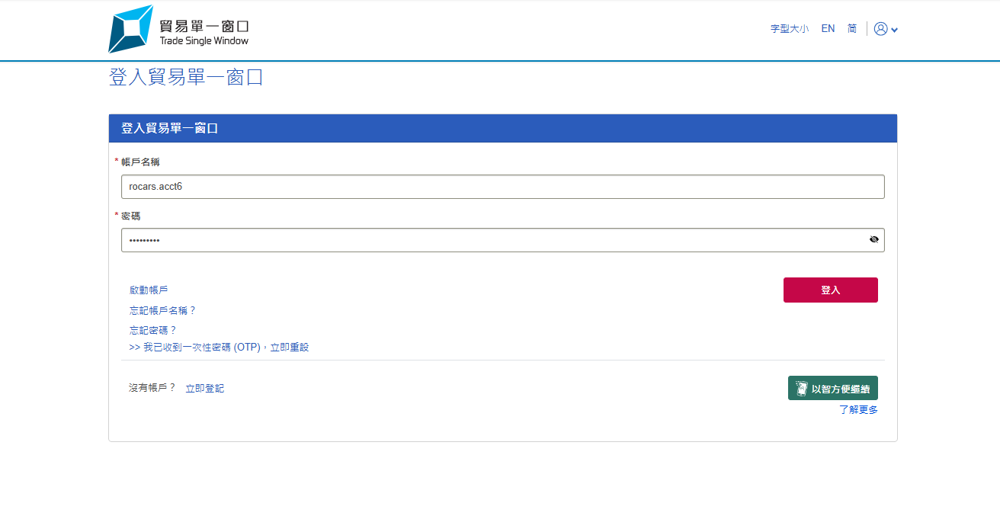 貿易單一窗口
Trade Single Window
字型大小 EN 简
登入貿易單一窗口
登入貿易單一窗口
* 帳戶名稱
rocars.acct6
* 密碼
•••••••••
啟動帳戶
登入
忘記帳戶名稱？
忘記密碼？
>> 我已收到一次性密碼 (OTP)，立即重設
沒有帳戶？ 立即登記
以智方便繼續
了解更多